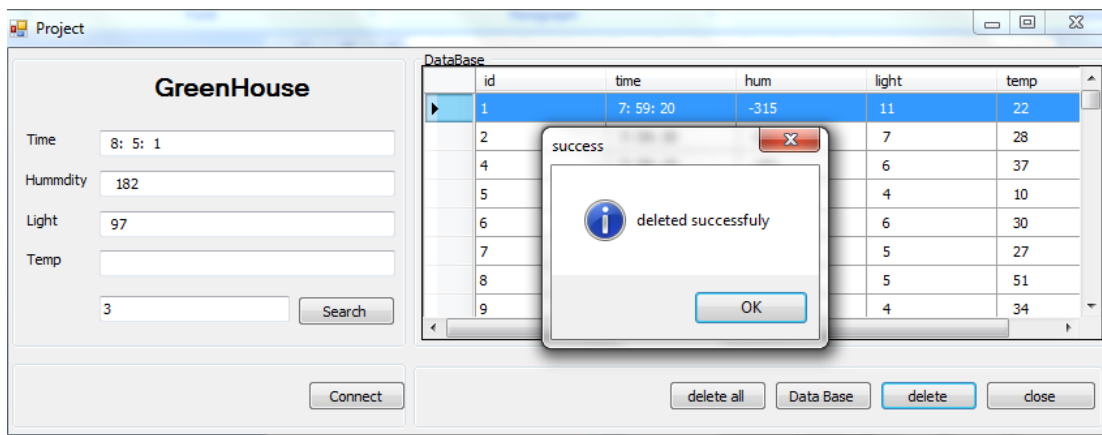 Project
GreenHouse
Time 8: 5: 1
Hummdity 182
Light 97
Temp
3 Search
Connect
DataBase
id time hum light temp
1 7: 59: 20 -315 11 22
2 7 28
4 6 37
5 4 10
6 6 30
7 5 27
8 5 51
9 4 34
success
deleted successfuly
OK
delete all Data Base delete close